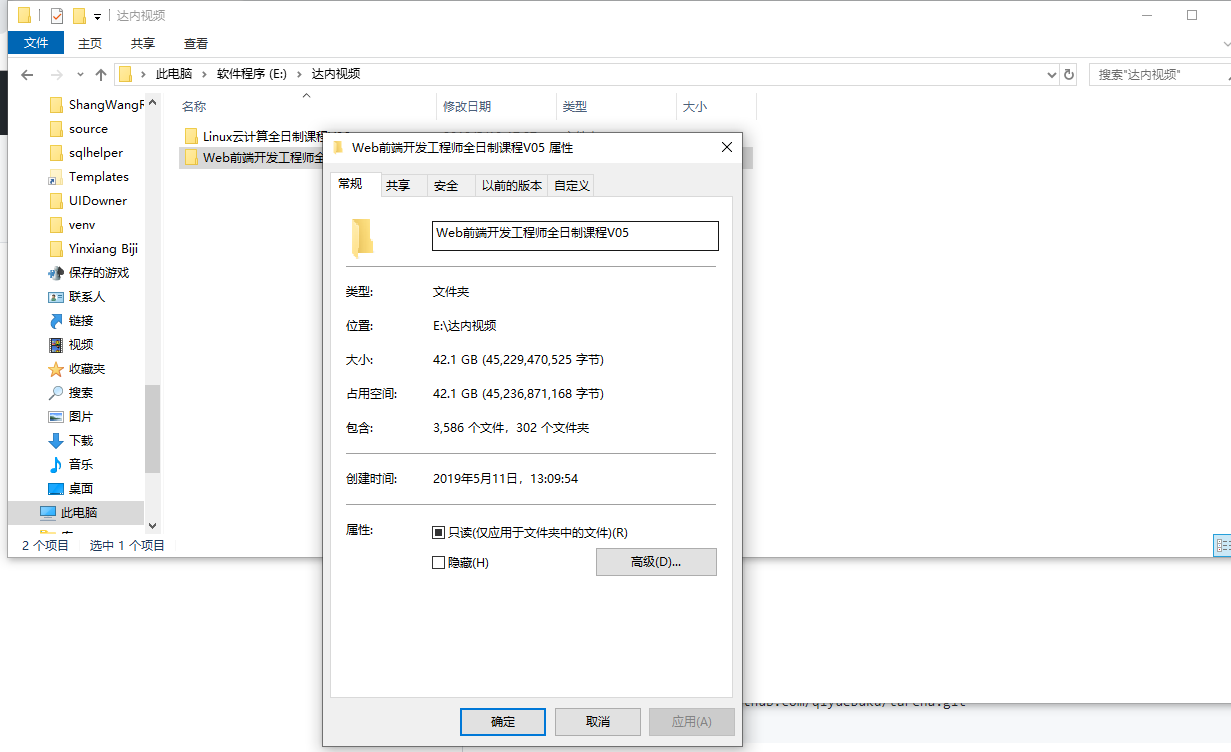 达内视频
文件 主页 共享 查看
此电脑 软件程序 (E:) 达内视频 搜索"达内视频"
名称 修改日期 类型 大小
ShangWangF
source
sqlhelper
Templates
UIDowner
venv
Yinxiang Biji
保存的游戏
联系人
链接
视频
收藏夹
搜索
图片
下载
音乐
桌面
此电脑
2 个项目 选中 1 个项目
Linux云计算全日制课程
Web前端开发工程师全
Web前端开发工程师全日制课程V05 属性
常规 共享 安全 以前的版本 自定义
Web前端开发工程师全日制课程V05
类型: 文件夹
位置: E:\达内视频
大小: 42.1 GB (45,229,470,525 字节)
占用空间: 42.1 GB (45,236,871,168 字节)
包含: 3,586 个文件，302 个文件夹
创建时间: 2019年5月11日，13:09:54
属性: 只读(仅应用于文件夹中的文件)(R)
隐藏(H) 高级(D)...
确定 取消 应用(A)